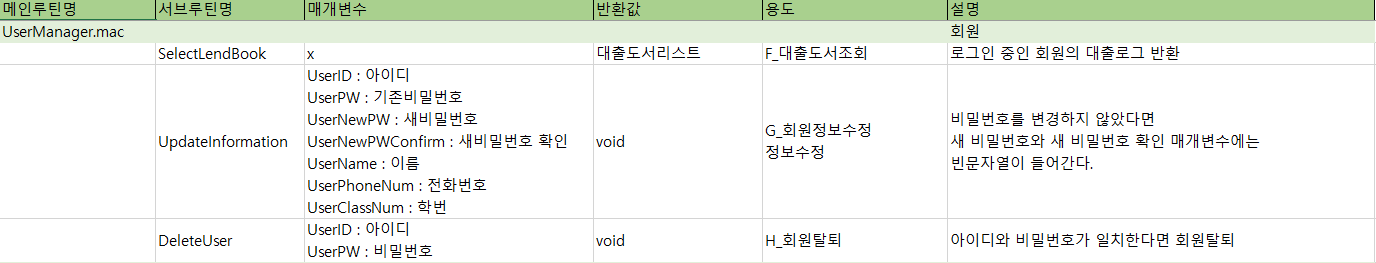 메인루틴명 서브루틴명 매개변수 반환값 용도 설명
UserManager.mac 회원
SelectLendBook x 대출도서리스트 F_대출도서조회 로그인 중인 회원의 대출로그 반환
UpdateInformation
UserID : 아이디
UserPW : 기존비밀번호
UserNewPW : 새비밀번호
UserNewPWConfirm : 새비밀번호 확인
UserName : 이름
UserPhoneNum : 전화번호
UserClassNum : 학번
void
G_회원정보수정
정보수정
비밀번호를 변경하지 않았다면
새 비밀번호와 새 비밀번호 확인 매개변수에는
빈문자열이 들어간다.
DeleteUser
UserID : 아이디
UserPW : 비밀번호
void
H_회원탈퇴
아이디와 비밀번호가 일치한다면 회원탈퇴